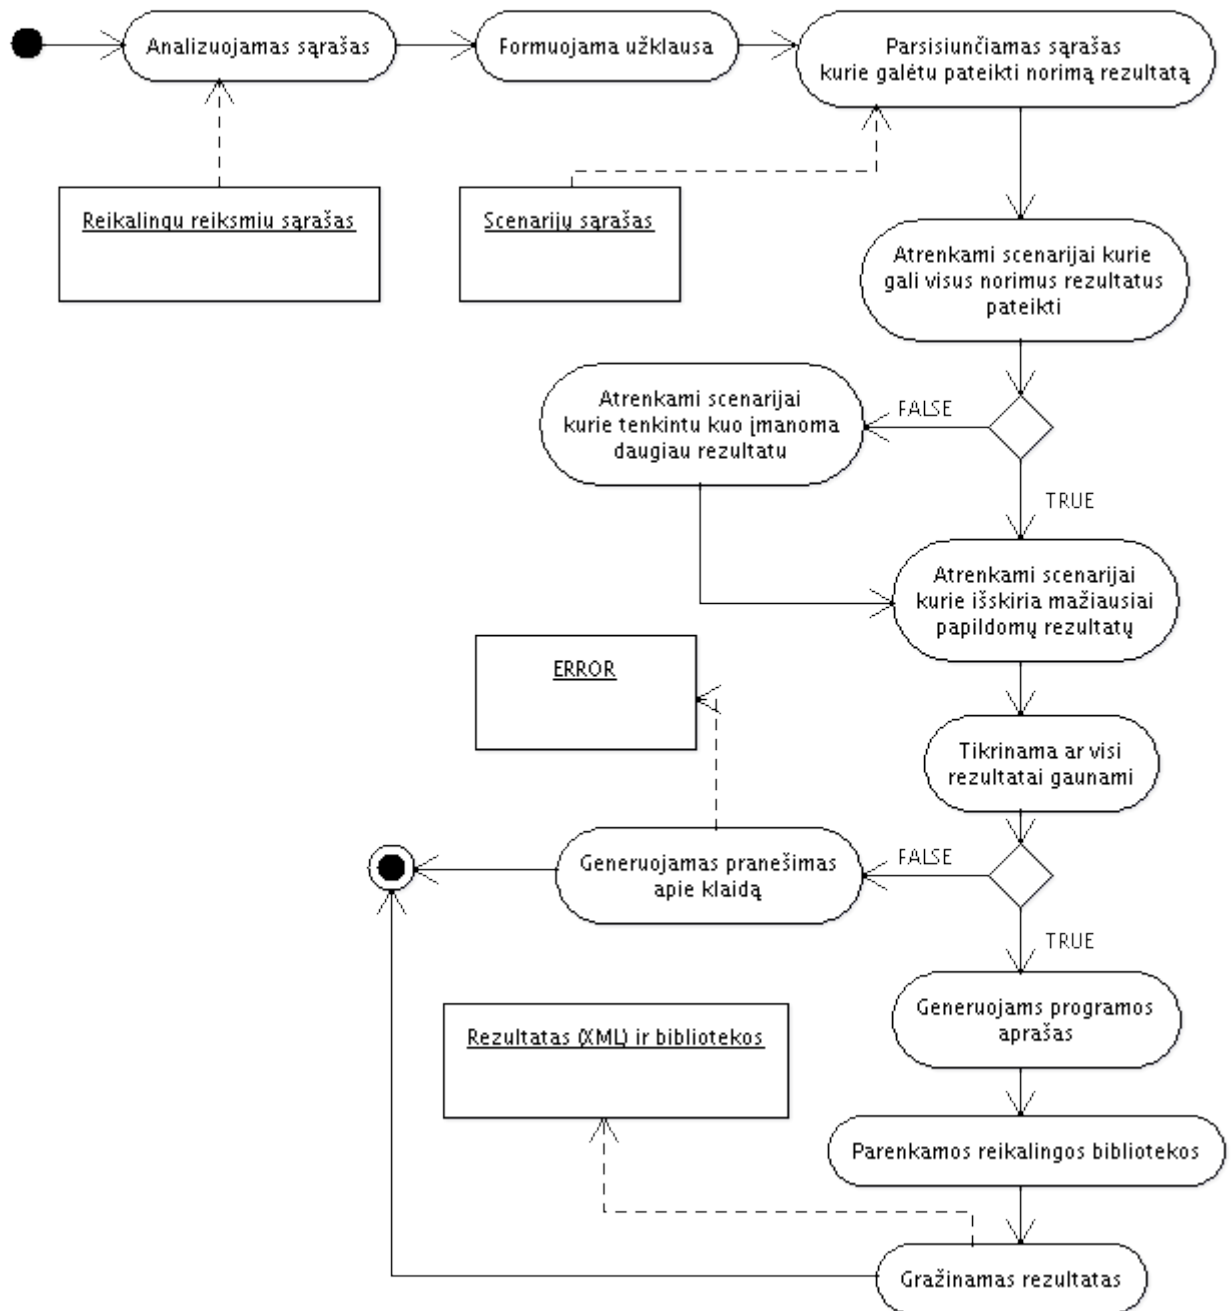 Analizuojamas sąrašas
Formuojama užklausa
Parsisiunčiamas sąrašas
kurie galėtu pateikti norimą rezultatą
Reikalingu reiksmiu sąrašas
Scenarijų sąrašas
Atrenkami scenarijai kurie
gali visus norimus rezultatus
pateikti
Atrenkami scenarijai
kurie tenkintu kuo įmanoma
daugiau rezultatu
FALSE
TRUE
Atrenkami scenarijai
kurie išskiria mažiausiai
papildomų rezultatų
ERROR
Tikrinama ar visi
rezultatai gaunami
Generuojamas pranešimas
apie klaidą
FALSE
TRUE
Generuojams programos
aprašas
Rezultatas (XML) ir bibliotekos
Parenkamos reikalingos bibliotekos
Gražinamas rezultatas